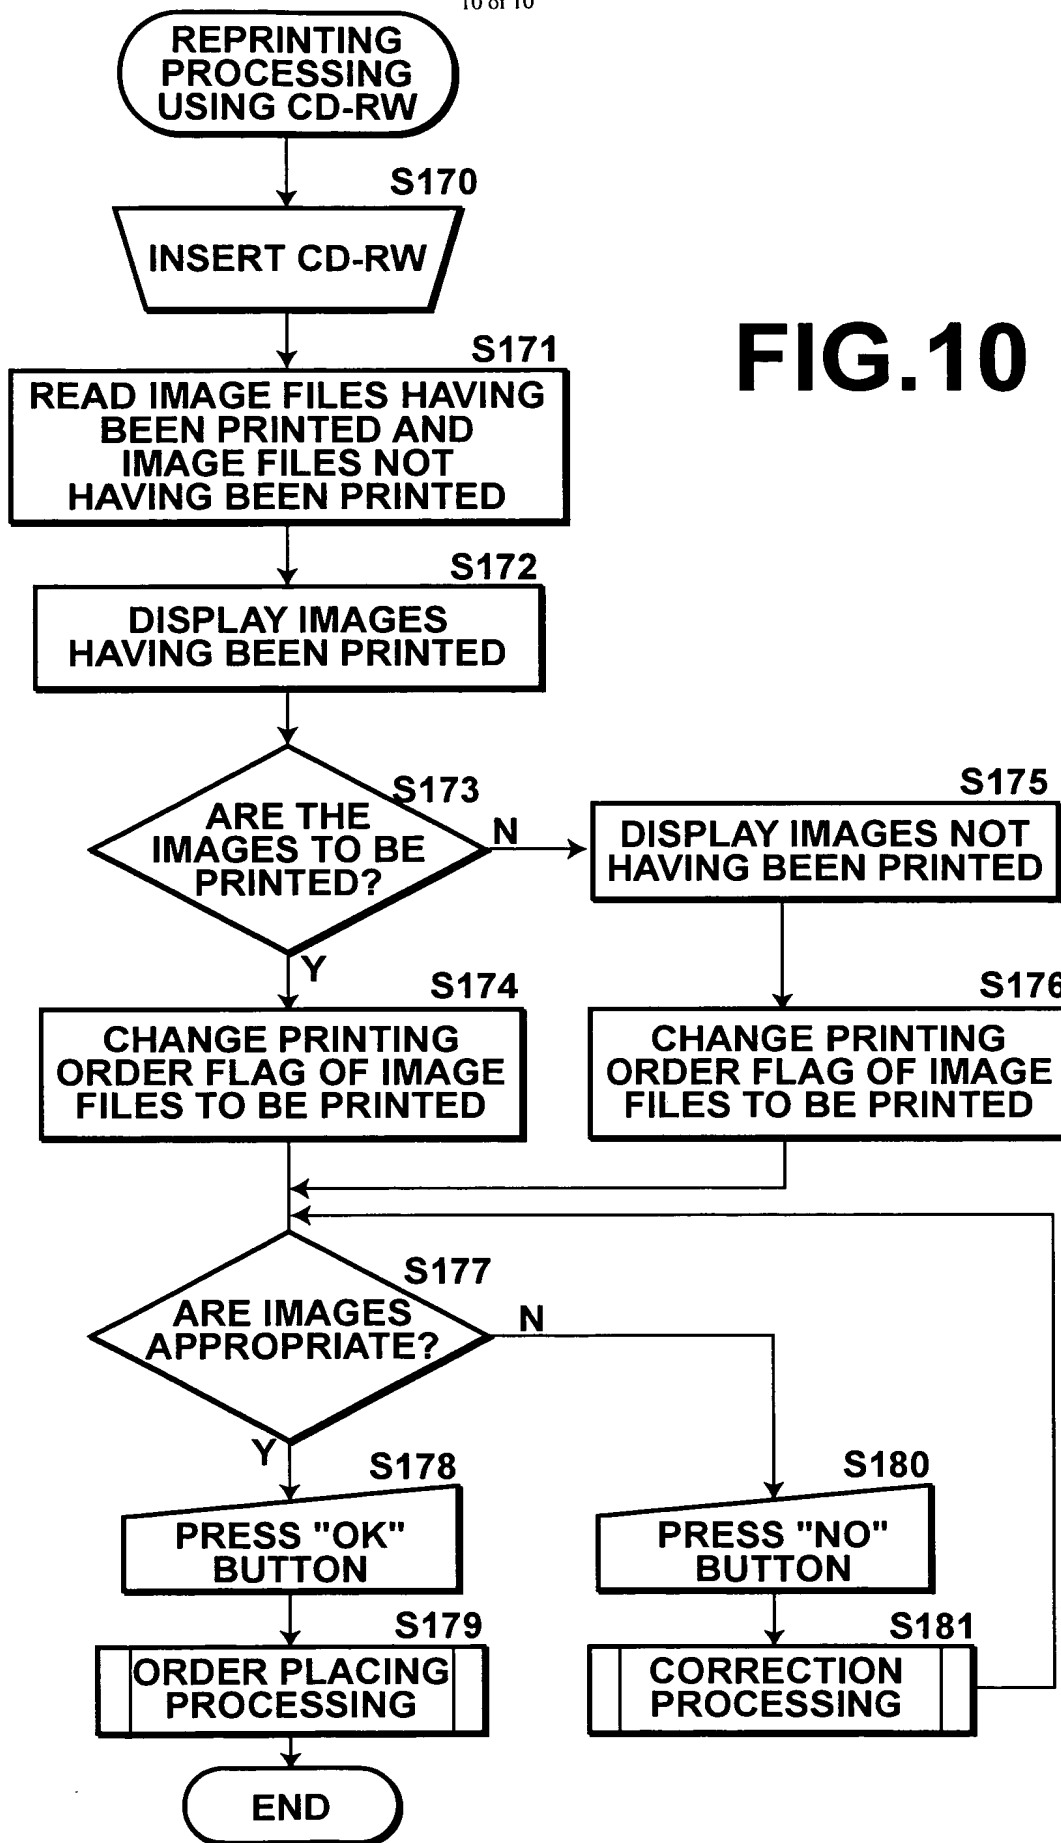 10 of 10
REPRINTING
PROCESSING
USING CD-RW
S170
INSERT CD-RW
FIG.10
S171
READ IMAGE FILES HAVING
BEEN PRINTED AND
IMAGE FILES NOT
HAVING BEEN PRINTED
S172
DISPLAY IMAGES
HAVING BEEN PRINTED
S173
ARE THE
IMAGES TO BE
PRINTED?
N
Y
S175
DISPLAY IMAGES NOT
HAVING BEEN PRINTED
S174
CHANGE PRINTING
ORDER FLAG OF IMAGE
FILES TO BE PRINTED
S176
CHANGE PRINTING
ORDER FLAG OF IMAGE
FILES TO BE PRINTED
S177
ARE IMAGES
APPROPRIATE?
N
Y
S178
PRESS "OK"
BUTTON
S180
PRESS "NO"
BUTTON
S179
ORDER PLACING
PROCESSING
S181
CORRECTION
PROCESSING
END